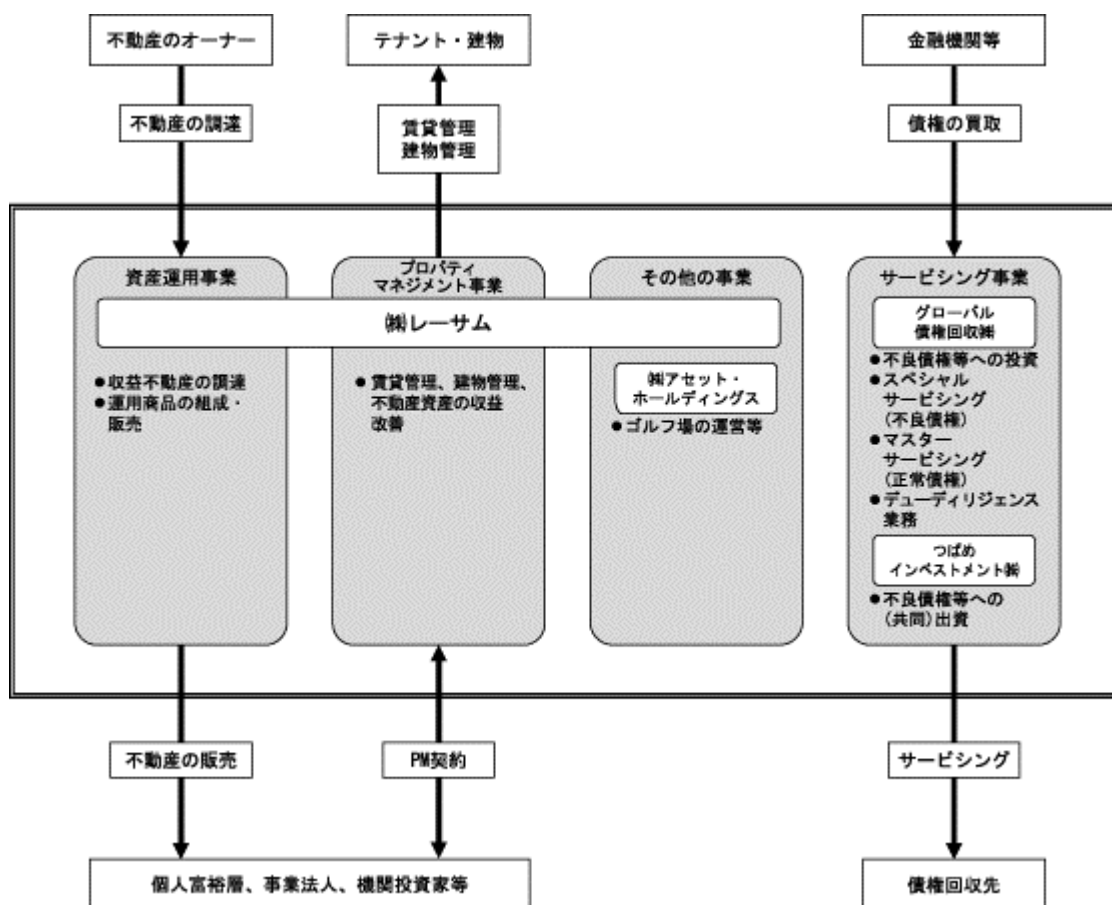 不動産のオーナー
テナント・建物
金融機関等
不動産の調達
賃貸管理
建物管理
債権の買取
資産運用事業
プロパティ
マネジメント事業
その他の事業
サービシング事業
㈱レーサム
●収益不動産の調達
●運用商品の組成・
販売
●賃貸管理、建物管理、
不動産資産の収益
改善
㈱アセット・
ホールディングス
●ゴルフ場の運営等
グローバル
債権回収㈱
●不良債権等への投資
●スペシャル
サービシング
(不良債権)
●マスター
サービシング
(正常債権)
●デューディリジェンス
業務
つばめ
インベストメント㈱
●不良債権等への
(共同)出資
不動産の販売
PM契約
サービシング
個人富裕層、事業法人、機関投資家等
債権回収先